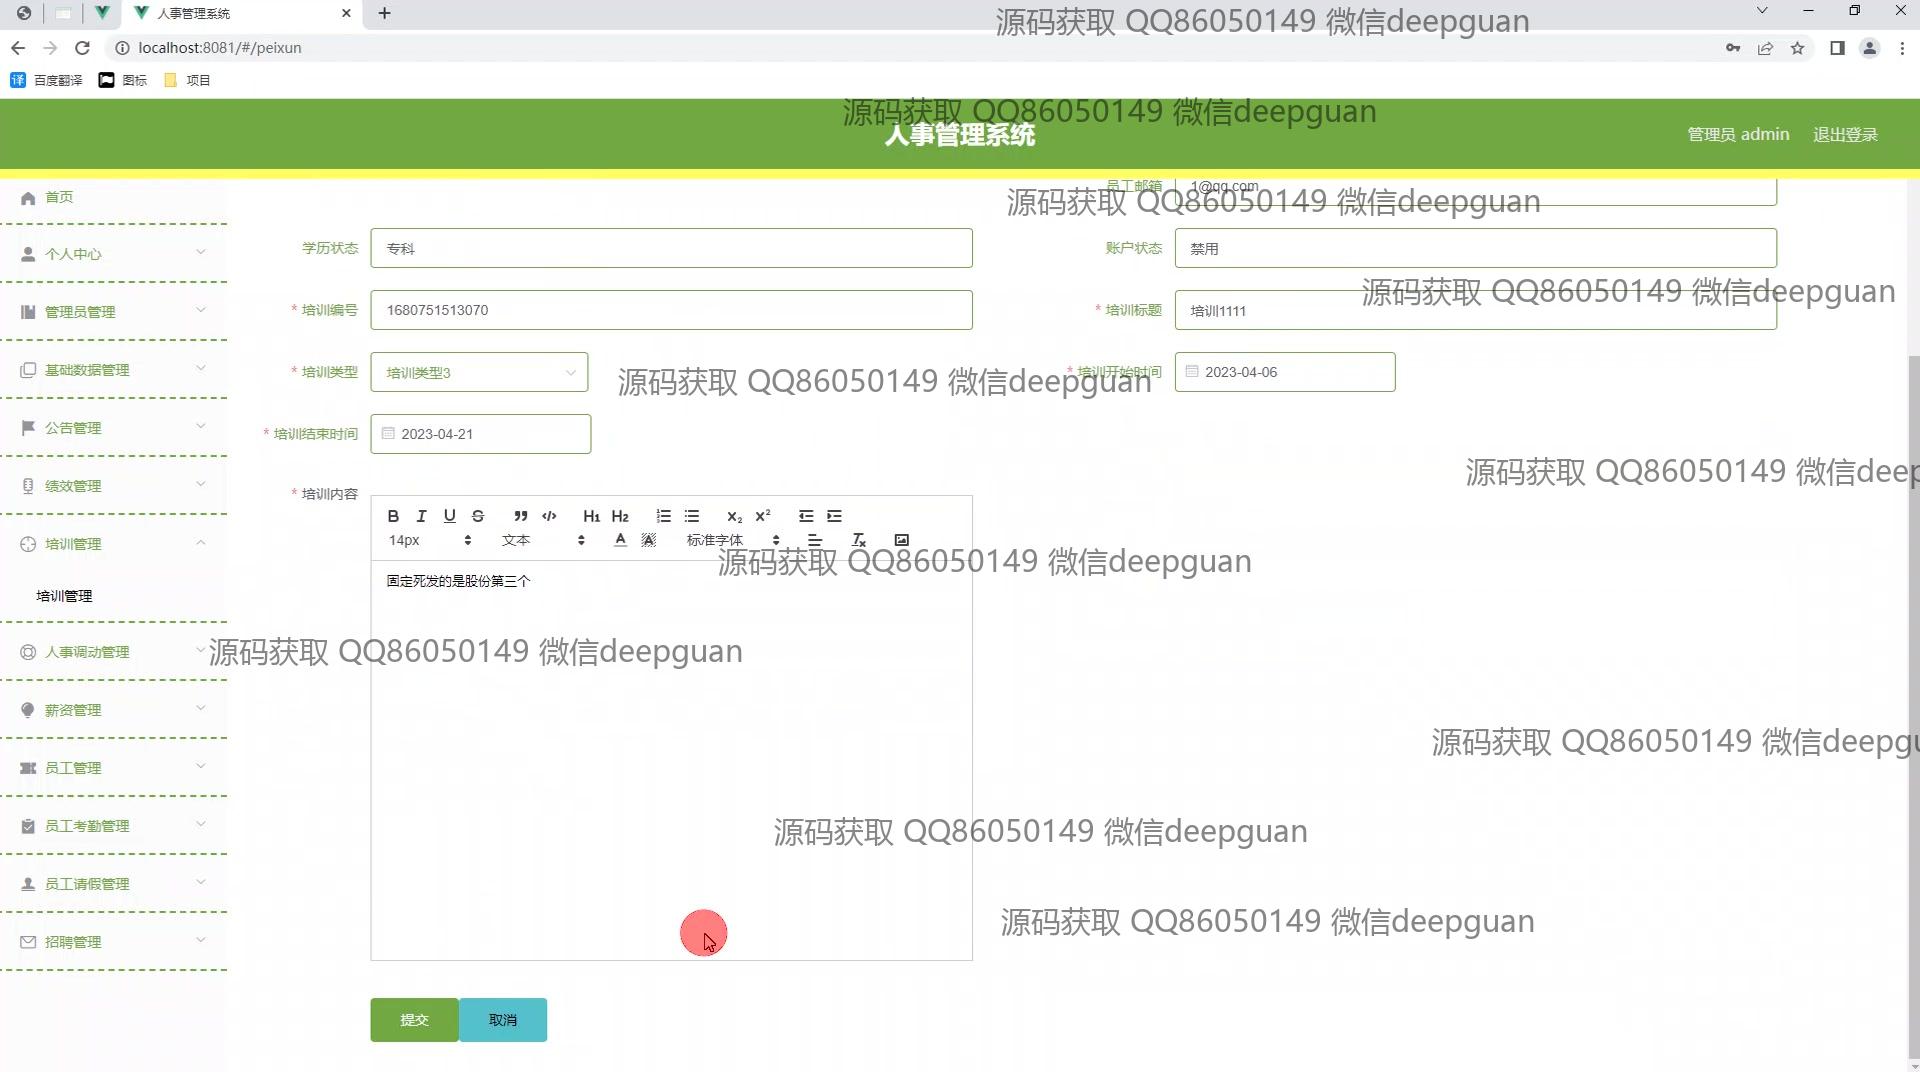 人事管理系统
源码获取 QQ86050149 微信deepguan
localhost:8081/#/peixun
百度翻译
图标
项目
源码获取 QQ86050149 微信deepguan
人事管理系统
管理员 admin
退出登录
首页
员工邮箱
1@qq.com
源码获取 QQ86050149 微信deepguan
个人中心
学历状态
专科
账户状态
禁用
源码获取 QQ86050149 微信deepguan
管理员管理
* 培训编号
1680751513070
* 培训标题
培训1111
基础数据管理
* 培训类型
培训类型3
源码获取 QQ86050149 微信deepguan
* 培训开始时间
2023-04-06
公告管理
* 培训结束时间
2023-04-21
源码获取 QQ86050149 微信deep
绩效管理
* 培训内容
B I U S H1 H2 X2 X2
14px
文本
A
A
标准字体
培训管理
源码获取 QQ86050149 微信deepguan
固定死发的是股份第三个
培训管理
人事调动管理
源码获取 QQ86050149 微信deepguan
薪资管理
源码获取 QQ86050149 微信deepgu
员工管理
员工考勤管理
源码获取 QQ86050149 微信deepguan
员工请假管理
源码获取 QQ86050149 微信deepguan
招聘管理
提交
取消